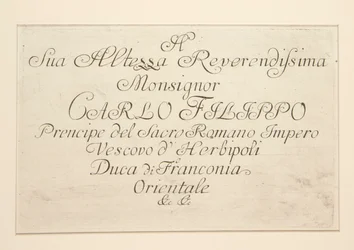 A
Sua Altezza Reverendissima
Monsignor
CARLO FILIPPO
Prencipe del Sacro Romano Impero
Vescovo d'Herbipoli
Duca di Franconia
Orientale
&c &c